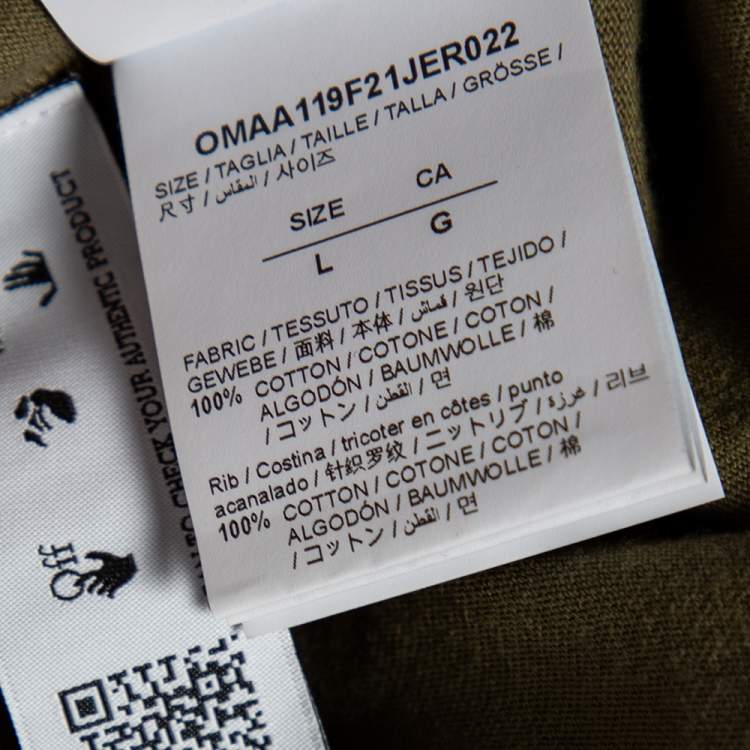 OMAA119F21JER022
SIZE / TAGLIA / TAILLE / TALLA / GRÖSSE /
尺寸 / المقاس / 사이즈
SIZE CA
L G
FABRIC / TESSUTO / TISSUS / TEJIDO /
GEWEBE / 面料 / 本体 / قماش / 원단
100% COTTON / COTONE / COTON /
ALGODÓN / BAUMWOLLE / 棉
/ コットン / القطن / 면
Rib / Costina / tricoter en côtes / punto
acanalado / 针织罗纹 / ニットリブ / غرزة / 리브
100% COTTON / COTONE / COTON /
ALGODÓN / BAUMWOLLE / 棉
/ コットン / القطن / 면
CHECK YOUR AUTHENTIC PRODUCT
Off